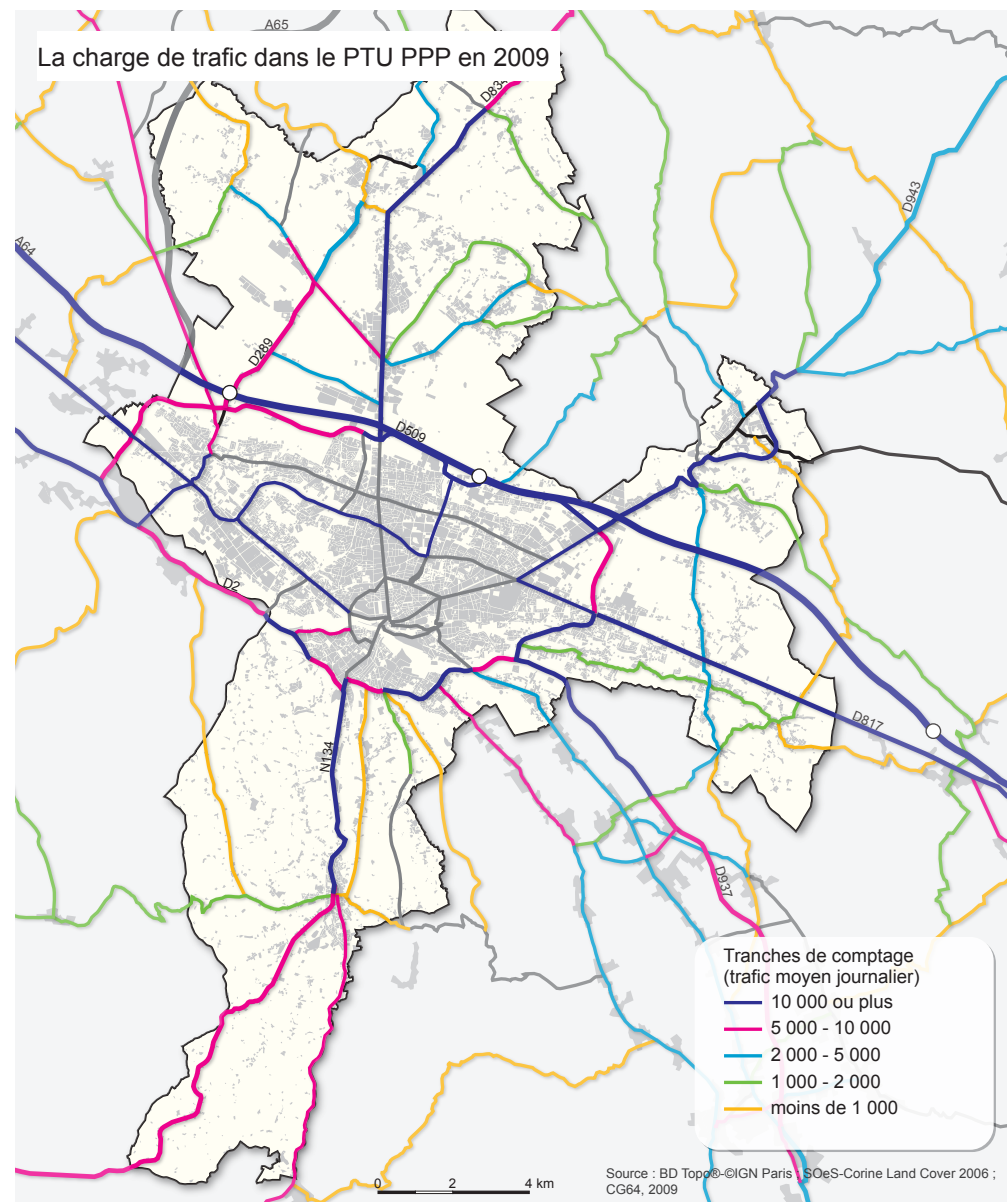 A65
La charge de trafic dans le PTU PPP en 2009
D834
D943
A64
D289
D509
D2
N134
D817
D937
Tranches de comptage
(trafic moyen journalier)
10 000 ou plus
5 000 - 10 000
2 000 - 5 000
1 000 - 2 000
moins de 1 000
0 2 4 km
Source : BD Topo®-©IGN Paris ; SOeS-Corine Land Cover 2006 ;
CG64, 2009